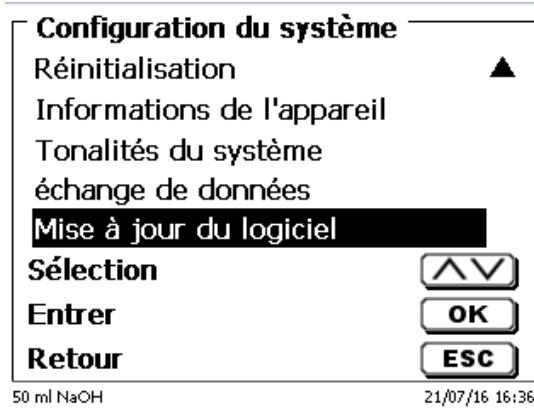 Configuration du système
Réinitialisation
Informations de l'appareil
Tonalités du système
échange de données
Mise à jour du logiciel
Sélection
Entrer OK
Retour ESC
50 ml NaOH 21/07/16 16:36